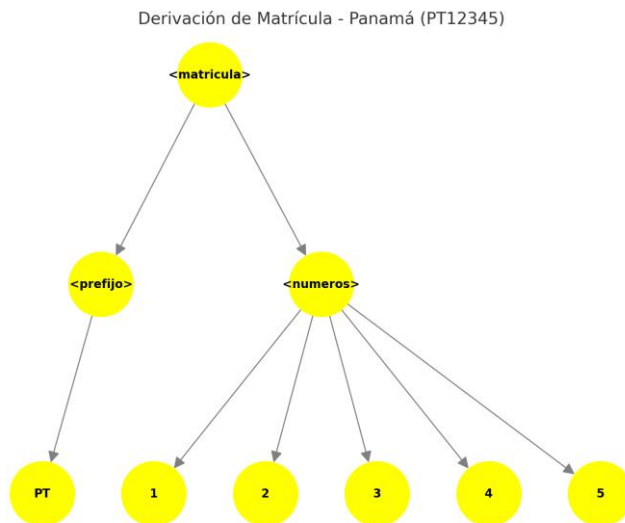 Derivación de Matrícula - Panamá (PT12345)
<matricula>
<prefijo> <numeros>
PT 1 2 3 4 5